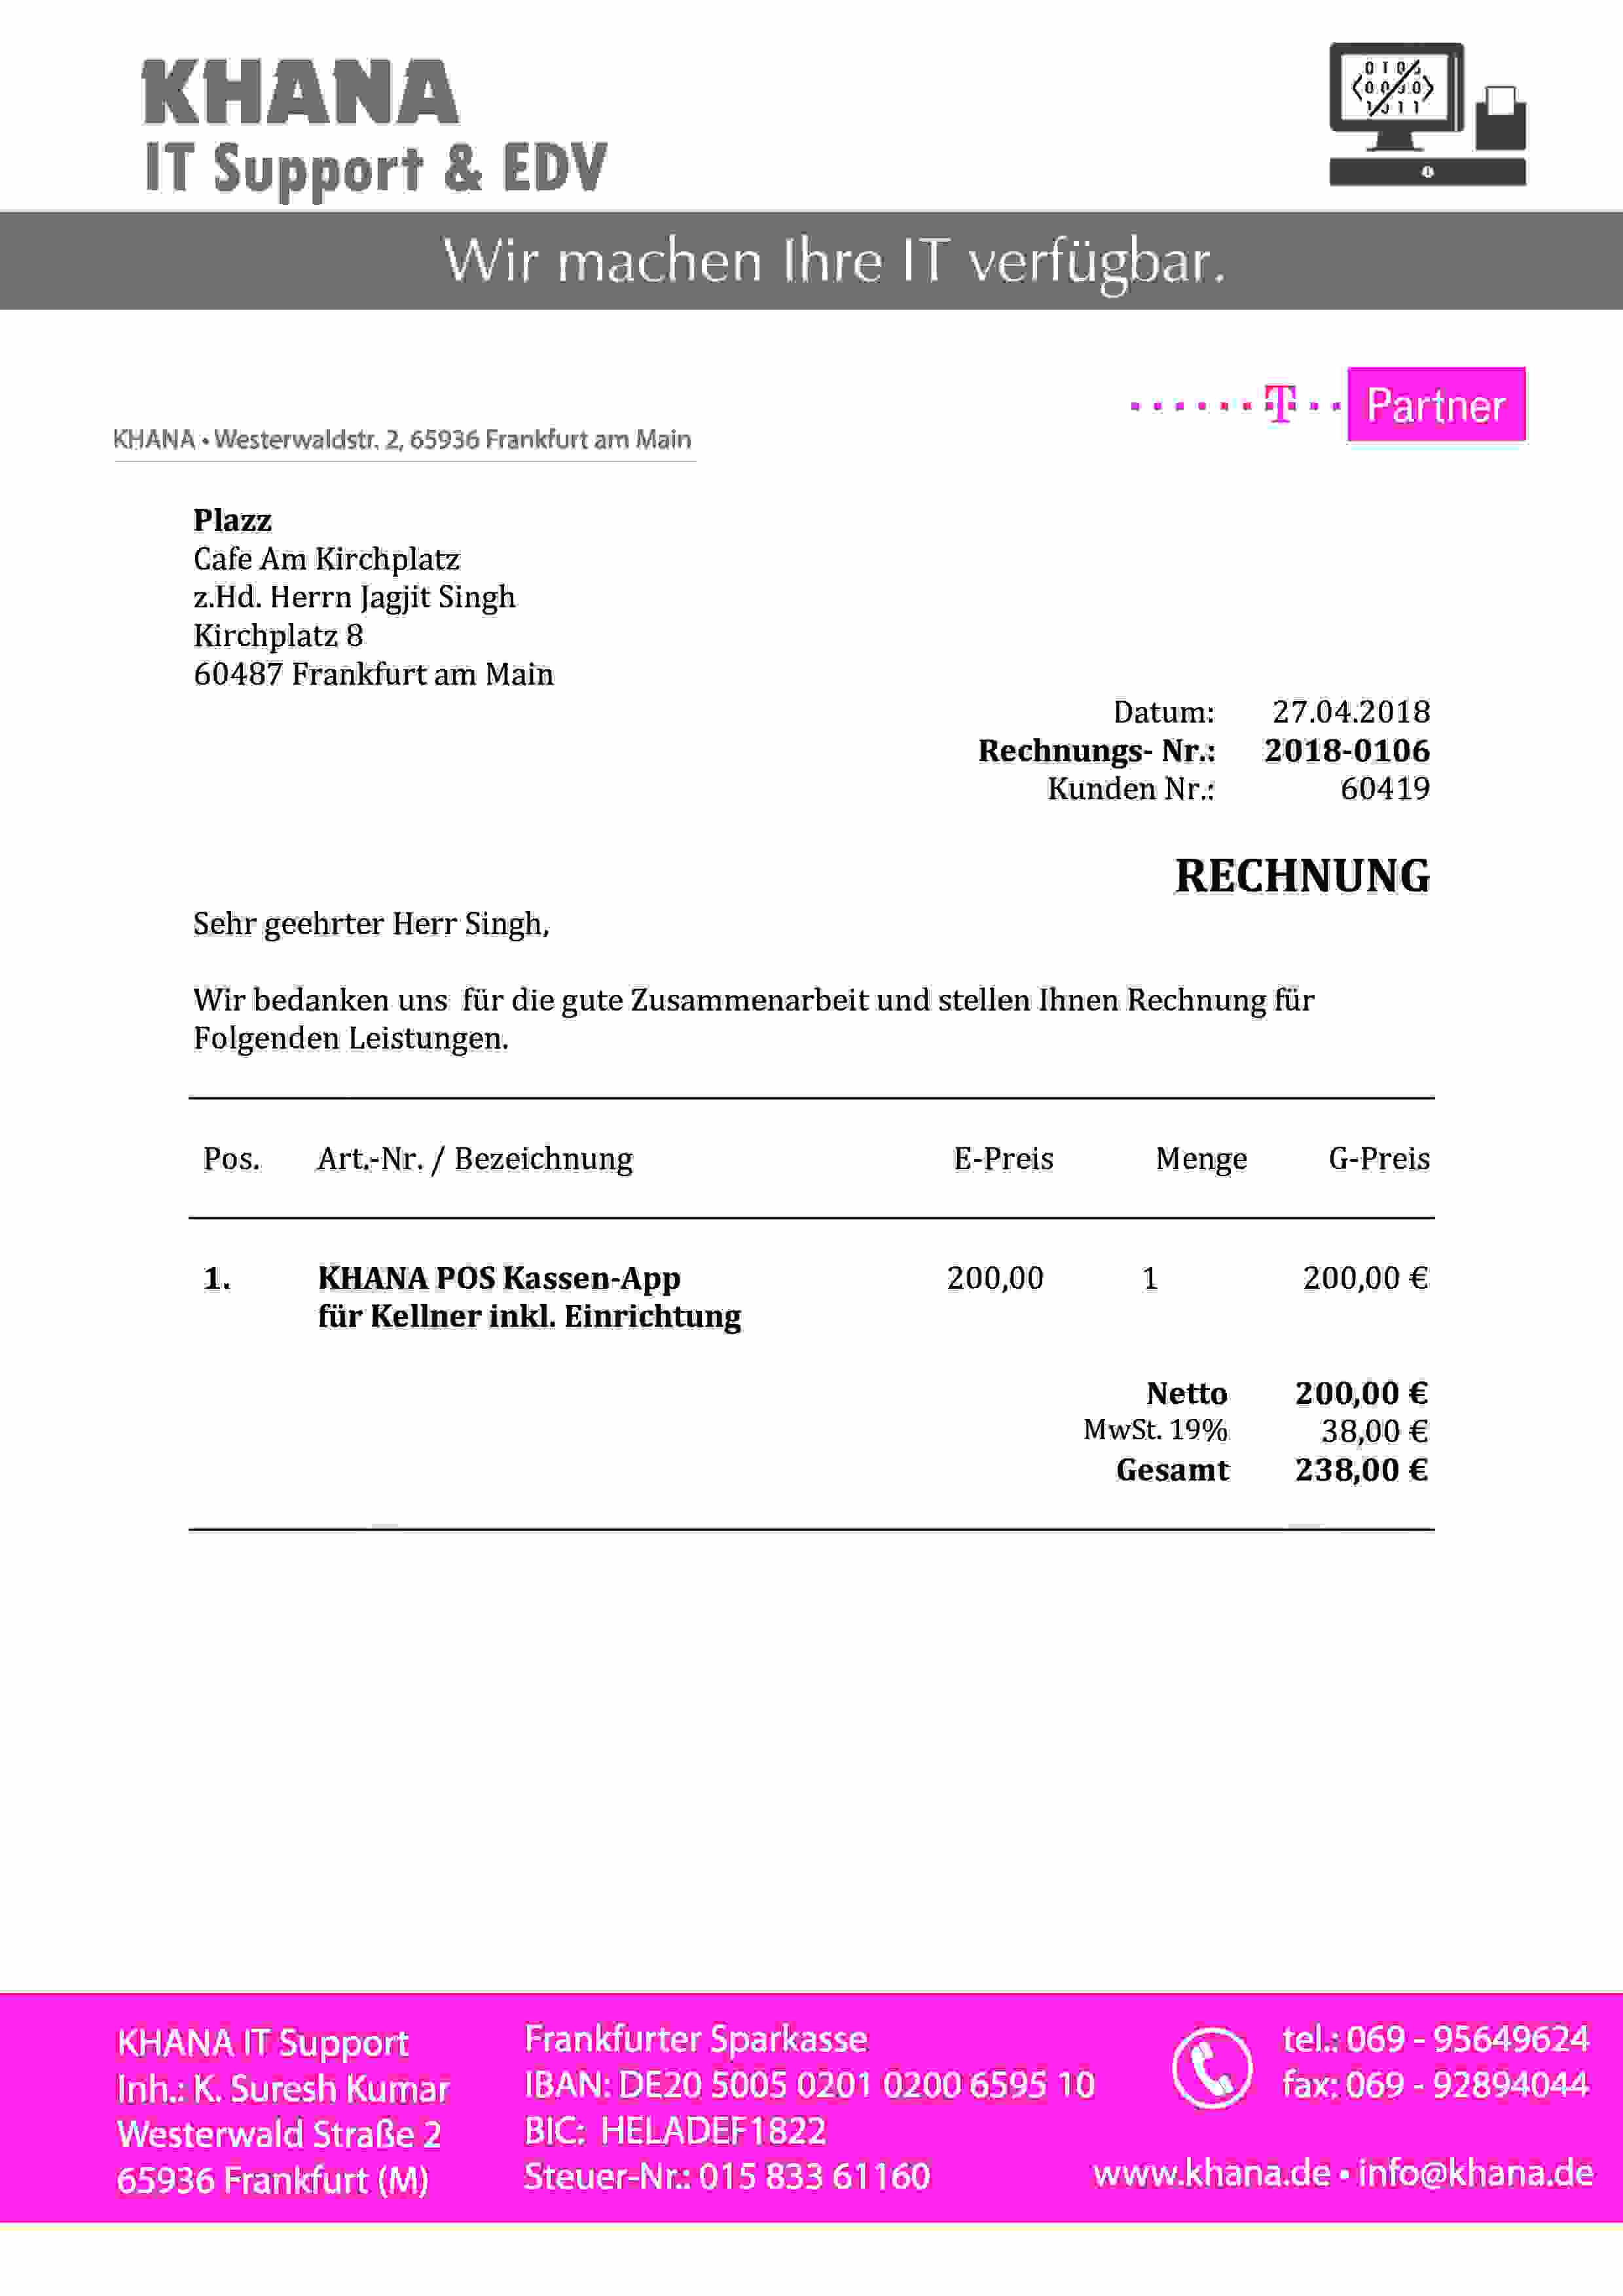 KHANA
IT Support & EDV
Wir machen Ihre IT verfügbar.
T Partner
KHANA • Westerwaldstr. 2, 65936 Frankfurt am Main
Plazz
Cafe Am Kirchplatz
z.Hd. Herrn Jagjit Singh
Kirchplatz 8
60487 Frankfurt am Main
Datum: 27.04.2018
Rechnungs- Nr.: 2018-0106
Kunden Nr.: 60419
RECHNUNG
Sehr geehrter Herr Singh,
Wir bedanken uns für die gute Zusammenarbeit und stellen Ihnen Rechnung für
Folgenden Leistungen.
Pos. Art.-Nr. / Bezeichnung E-Preis Menge G-Preis
1. KHANA POS Kassen-App 200,00 1 200,00 €
für Kellner inkl. Einrichtung
Netto 200,00 €
MwSt. 19% 38,00 €
Gesamt 238,00 €
KHANA IT Support
Inh.: K. Suresh Kumar
Westerwald Straße 2
65936 Frankfurt (M)
Frankfurter Sparkasse
IBAN: DE20 5005 0201 0200 6595 10
BIC: HELADEF1822
Steuer-Nr.: 015 833 61160
tel.: 069 - 95649624
fax: 069 - 92894044
www.khana.de • info@khana.de